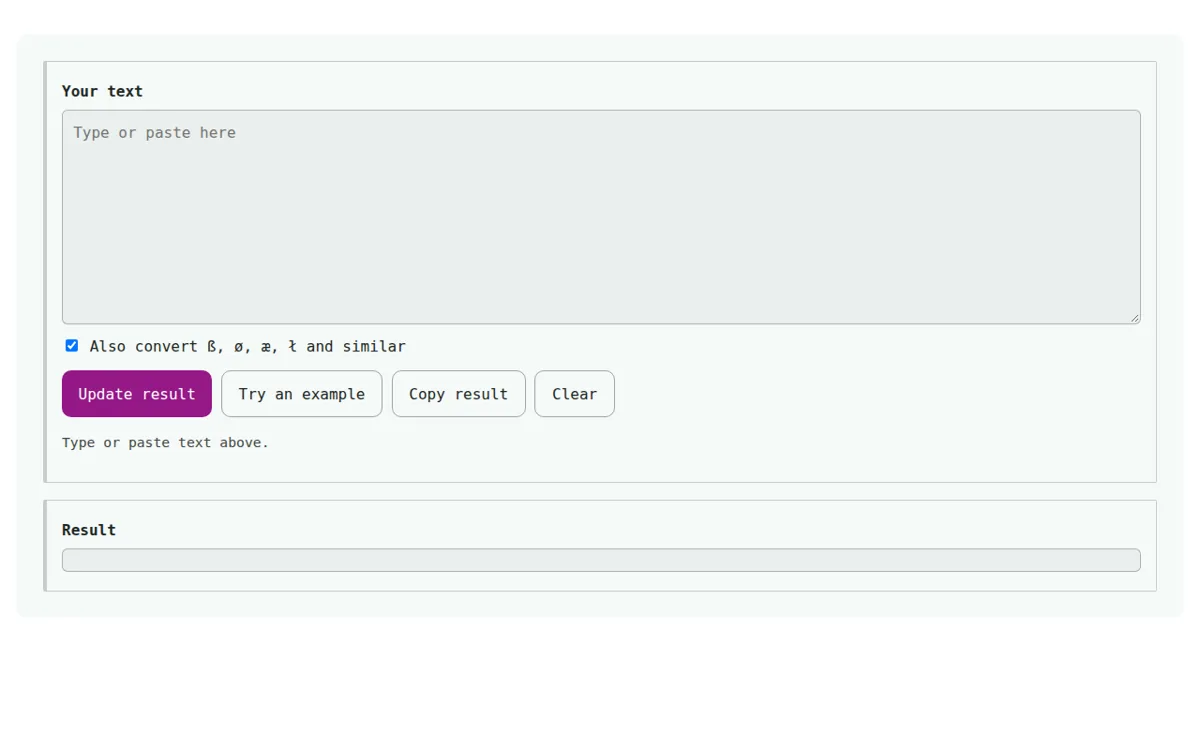 Your text
Type or paste here
Also convert ß, ø, æ, ł and similar
Update result Try an example Copy result Clear
Type or paste text above.
Result